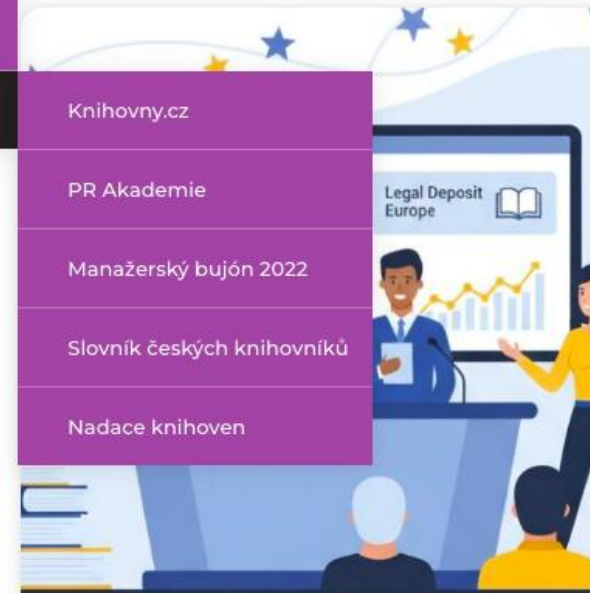 Knihovny.cz
PR Akademie
Manažerský bujón 2022
Slovník českých knihovníků
Nadace knihoven
Legal Deposit
Europe